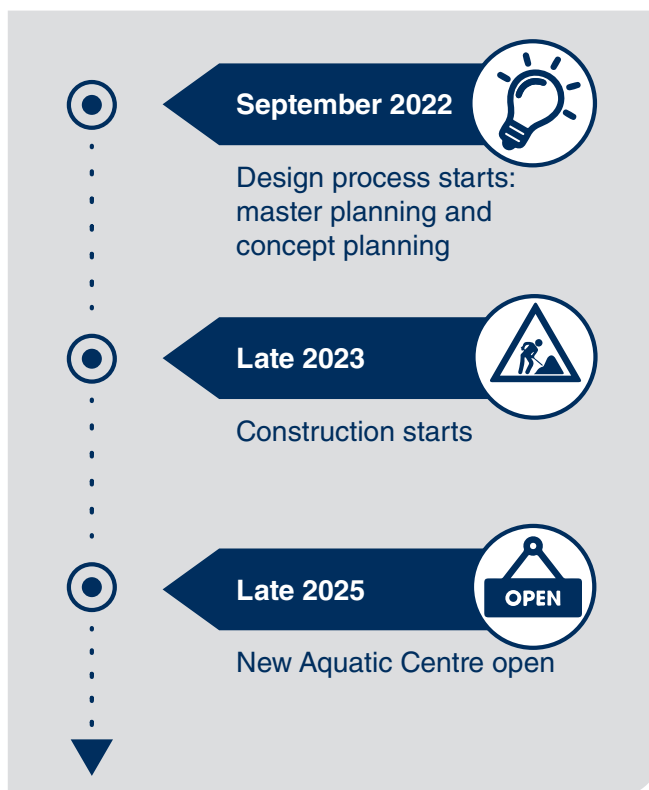 September 2022
Design process starts:
master planning and
concept planning
Late 2023
Construction starts
Late 2025
OPEN
New Aquatic Centre open